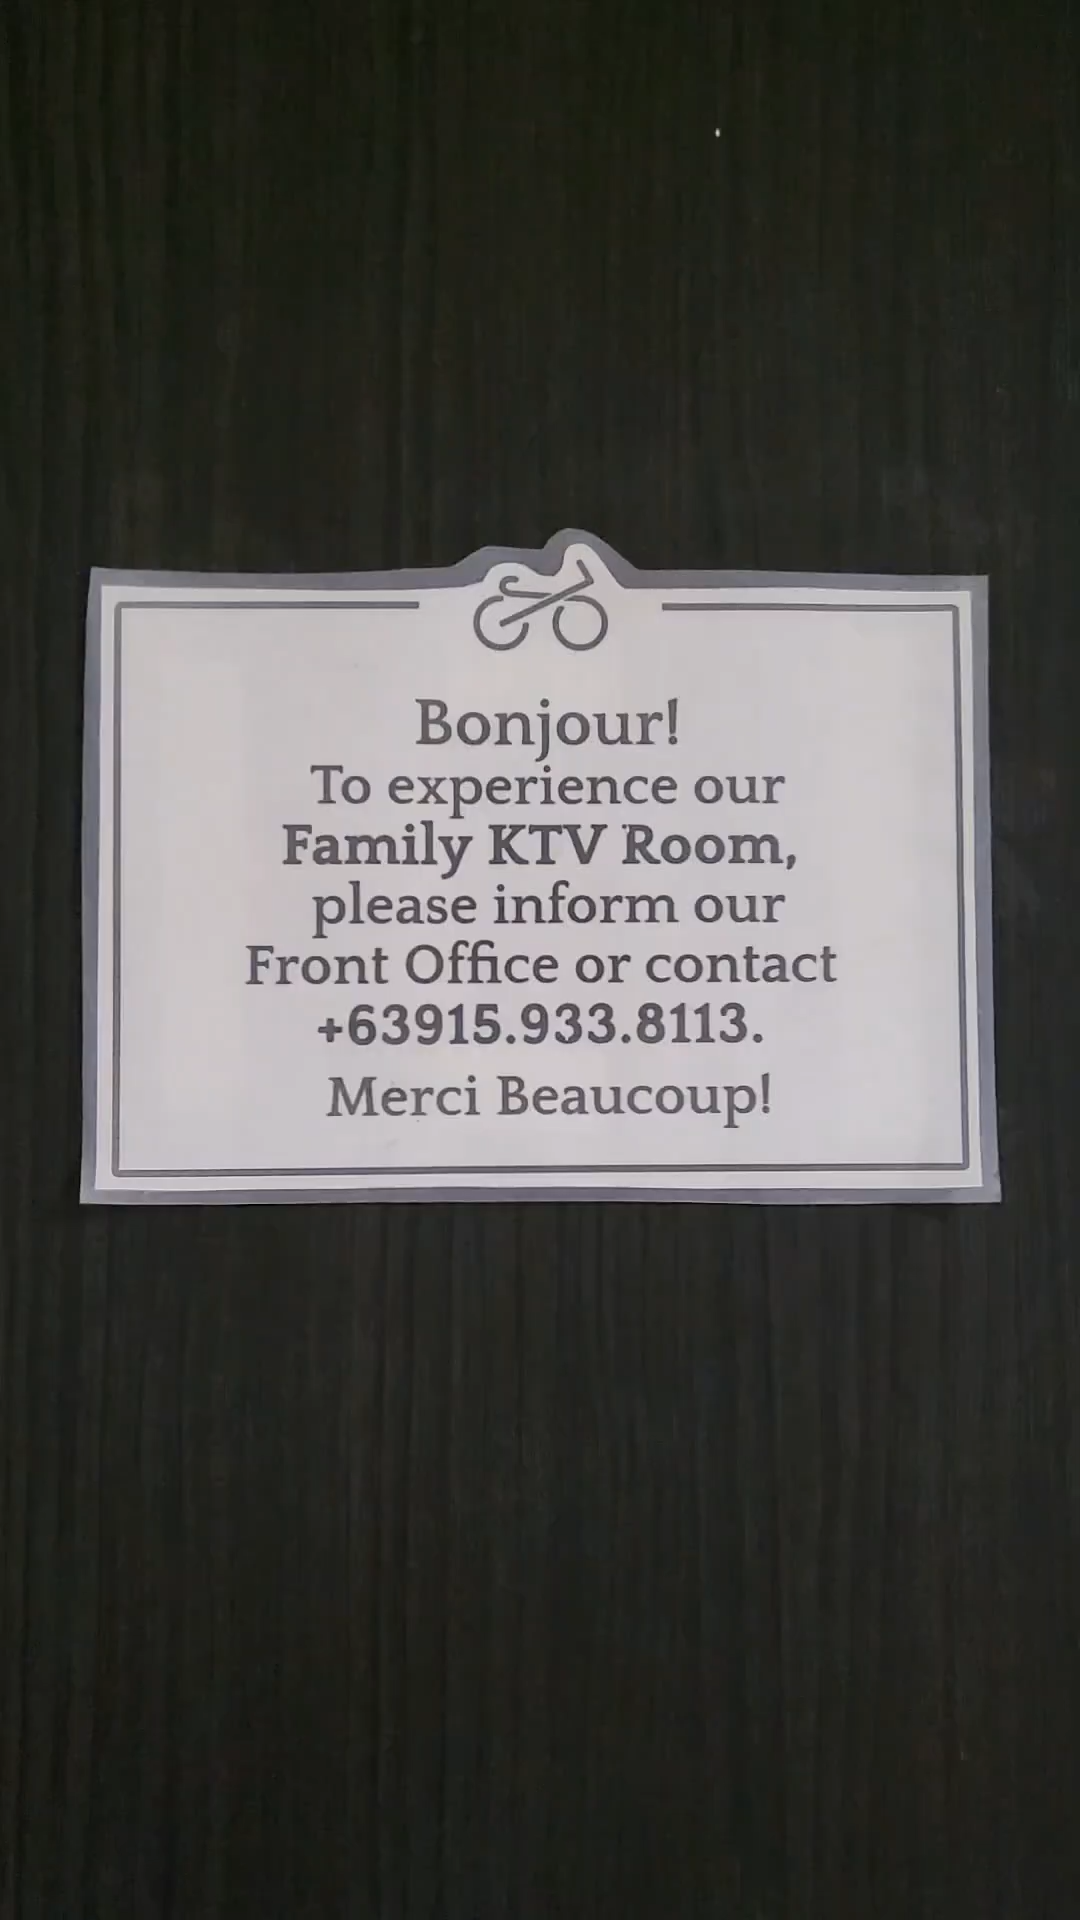 Bonjour!
To experience our
Family KTV Room,
please inform our
Front Office or contact
+63915.933.8113.
Merci Beaucoup!